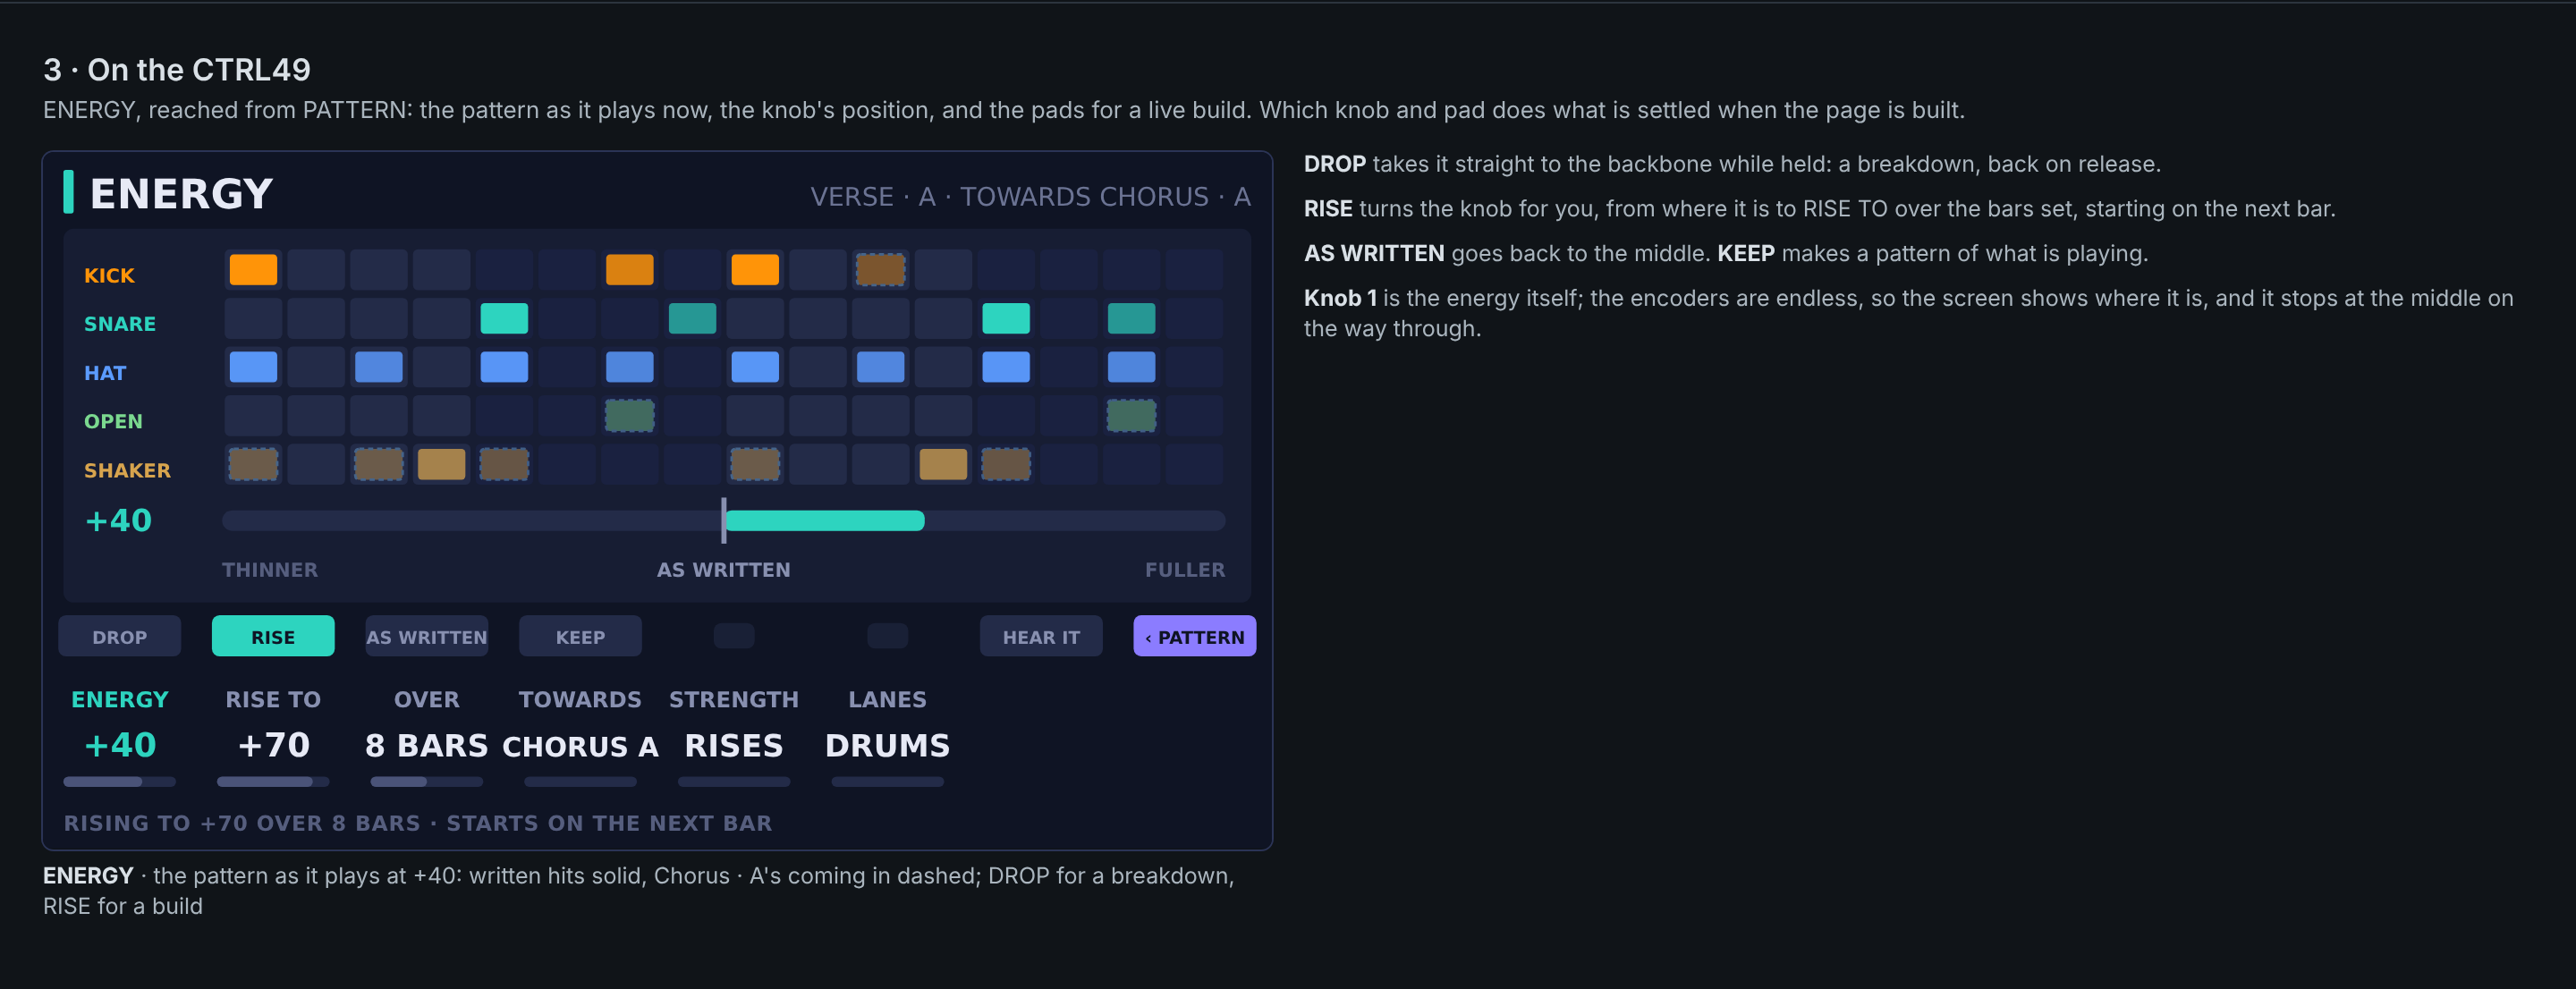 3 · On the CTRL49
ENERGY, reached from PATTERN: the pattern as it plays now, the knob's position, and the pads for a live build. Which knob and pad does what is settled when the page is built.
ENERGY
VERSE · A · TOWARDS CHORUS · A
KICK
SNARE
HAT
OPEN
SHAKER
+40
THINNER
AS WRITTEN
FULLER
DROP
RISE
AS WRITTEN
KEEP
HEAR IT
‹ PATTERN
ENERGY
RISE TO
OVER
TOWARDS
STRENGTH
LANES
+40
+70
8 BARS
CHORUS A
RISES
DRUMS
RISING TO +70 OVER 8 BARS · STARTS ON THE NEXT BAR
ENERGY · the pattern as it plays at +40: written hits solid, Chorus · A's coming in dashed; DROP for a breakdown,
RISE for a build
DROP takes it straight to the backbone while held: a breakdown, back on release.
RISE turns the knob for you, from where it is to RISE TO over the bars set, starting on the next bar.
AS WRITTEN goes back to the middle. KEEP makes a pattern of what is playing.
Knob 1 is the energy itself; the encoders are endless, so the screen shows where it is, and it stops at the middle on
the way through.